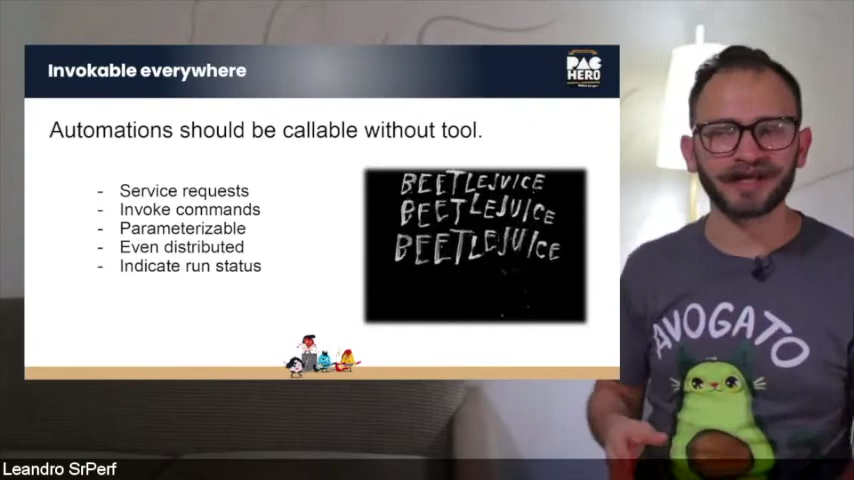 Invokable everywhere
PAC
HERO
Automations should be callable without tool.
- Service requests
- Invoke commands
- Parameterizable
- Even distributed
- Indicate run status
BEETLEJUICE
BEETLEJUICE
BEETLEJUICE
AVOGATO
Leandro SrPerf